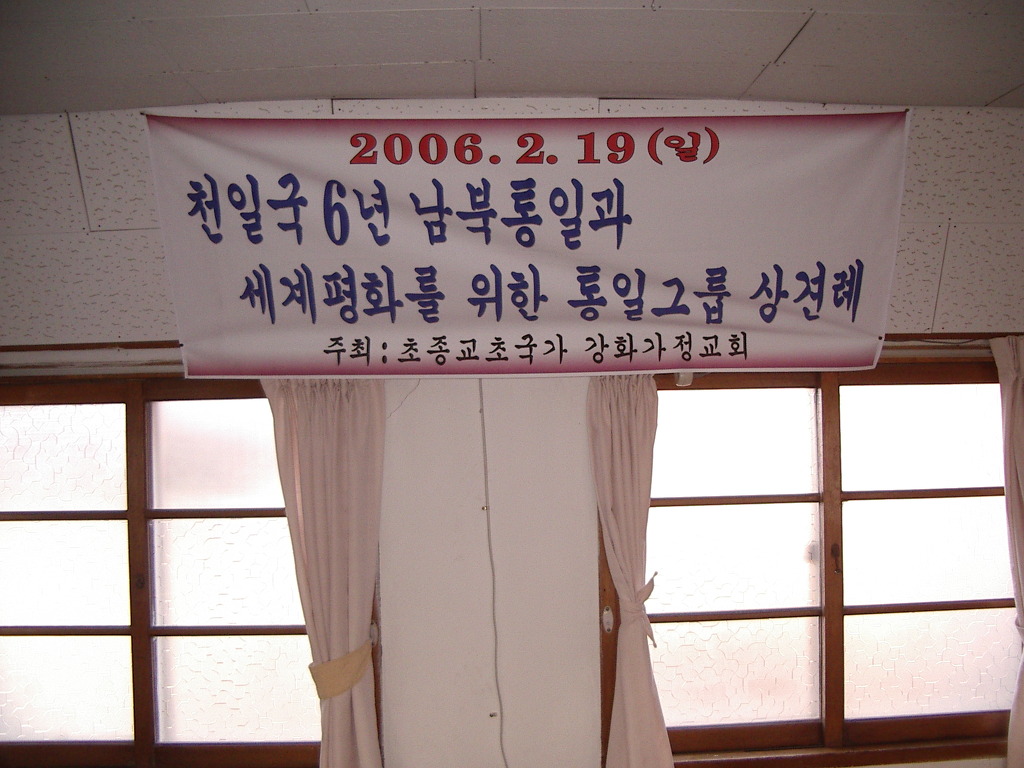 2006. 2. 19 (월)
천일국 6년 남북통일과
세계평화를 위한 통일그룹 상견례
주최 : 초종교초국가 강화가정교회